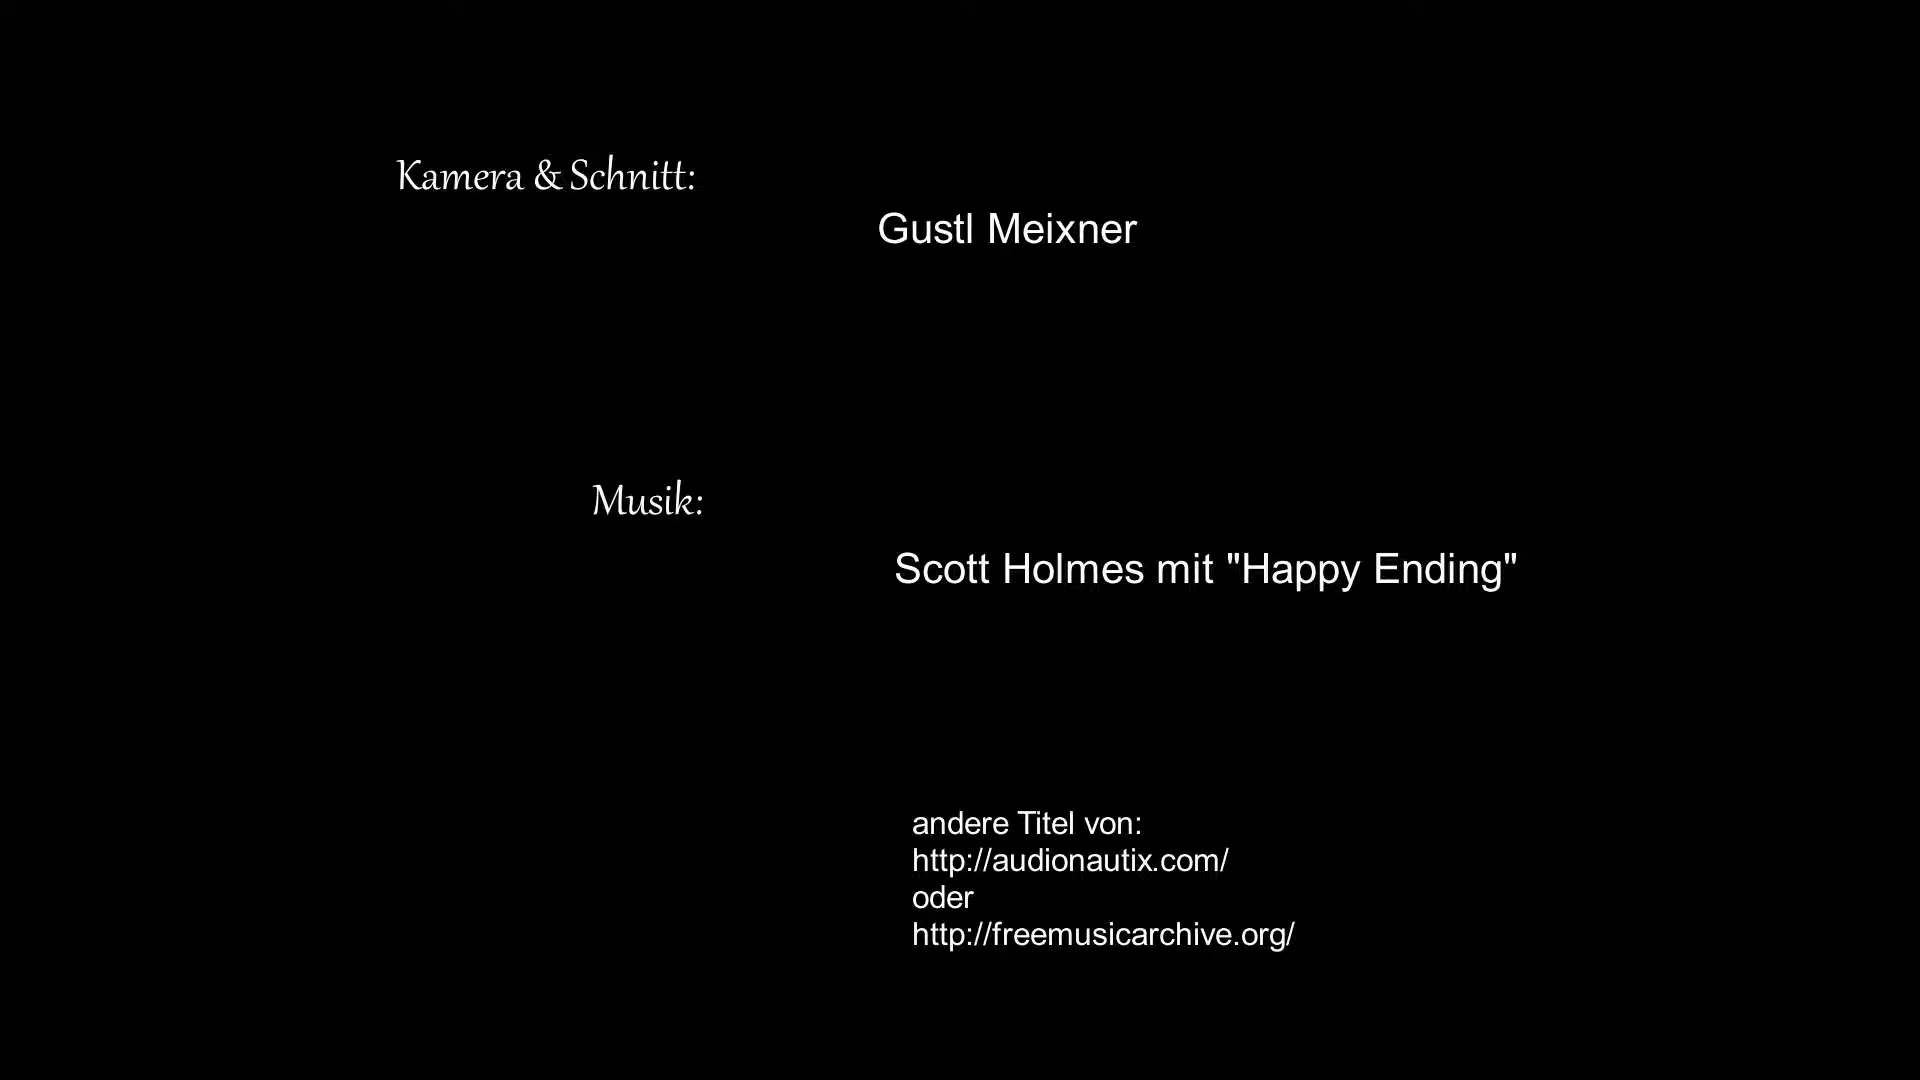 Kamera & Schnitt:
Gustl Meixner
Musik:
Scott Holmes mit "Happy Ending"
andere Titel von:
http://audionautix.com/
oder
http://freemusicarchive.org/